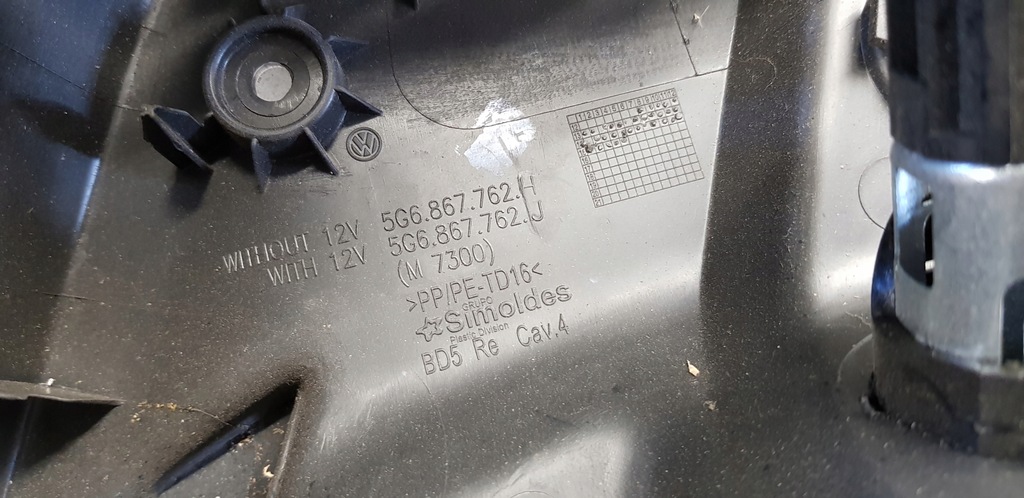 WITHOUT 12V 5G6.867.762.H
WITH 12V 5G6.867.762.J
(M 7300)
>PP/PE-TD16<
GRUPO
Simoldes
Plastic Division
BD5 Re Cav.4